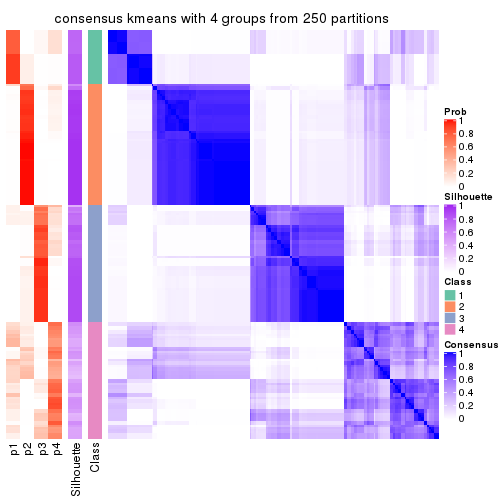 consensus kmeans with 4 groups from 250 partitions
Prob
1
0.8
0.6
0.4
0.2
0
Silhouette
1
0.8
0.6
0.4
0.2
0
Class
1
2
3
4
Consensus
1
0.8
0.6
0.4
0.2
0
p1
p2
p3
p4
Silhouette
Class